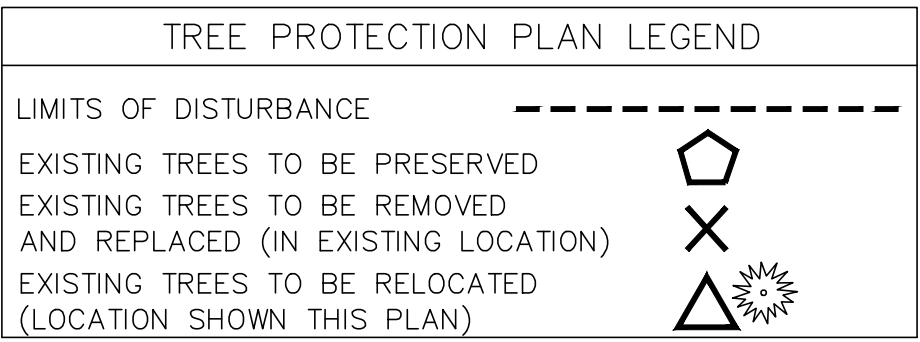 TREE PROTECTION PLAN LEGEND
LIMITS OF DISTURBANCE
EXISTING TREES TO BE PRESERVED
EXISTING TREES TO BE REMOVED
AND REPLACED (IN EXISTING LOCATION)
EXISTING TREES TO BE RELOCATED
(LOCATION SHOWN THIS PLAN)